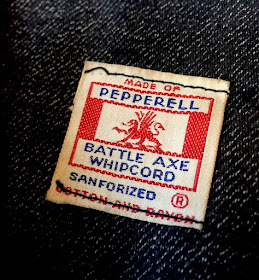 MADE OF
PEPPERELL
BATTLE AXE
WHIPCORD
SANFORIZED ®
COTTON AND RAYON